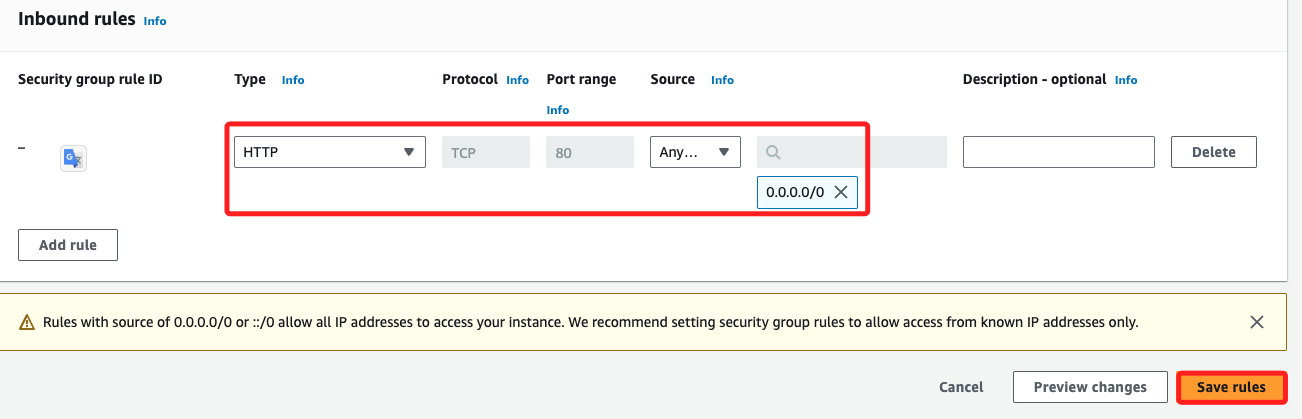 Inbound rules Info
Security group rule ID Type Info Protocol Info Port range Source Info Description - optional Info
Info
– HTTP TCP 80 Any... Delete
0.0.0.0/0
Add rule
Rules with source of 0.0.0.0/0 or ::/0 allow all IP addresses to access your instance. We recommend setting security group rules to allow access from known IP addresses only.
Cancel Preview changes Save rules